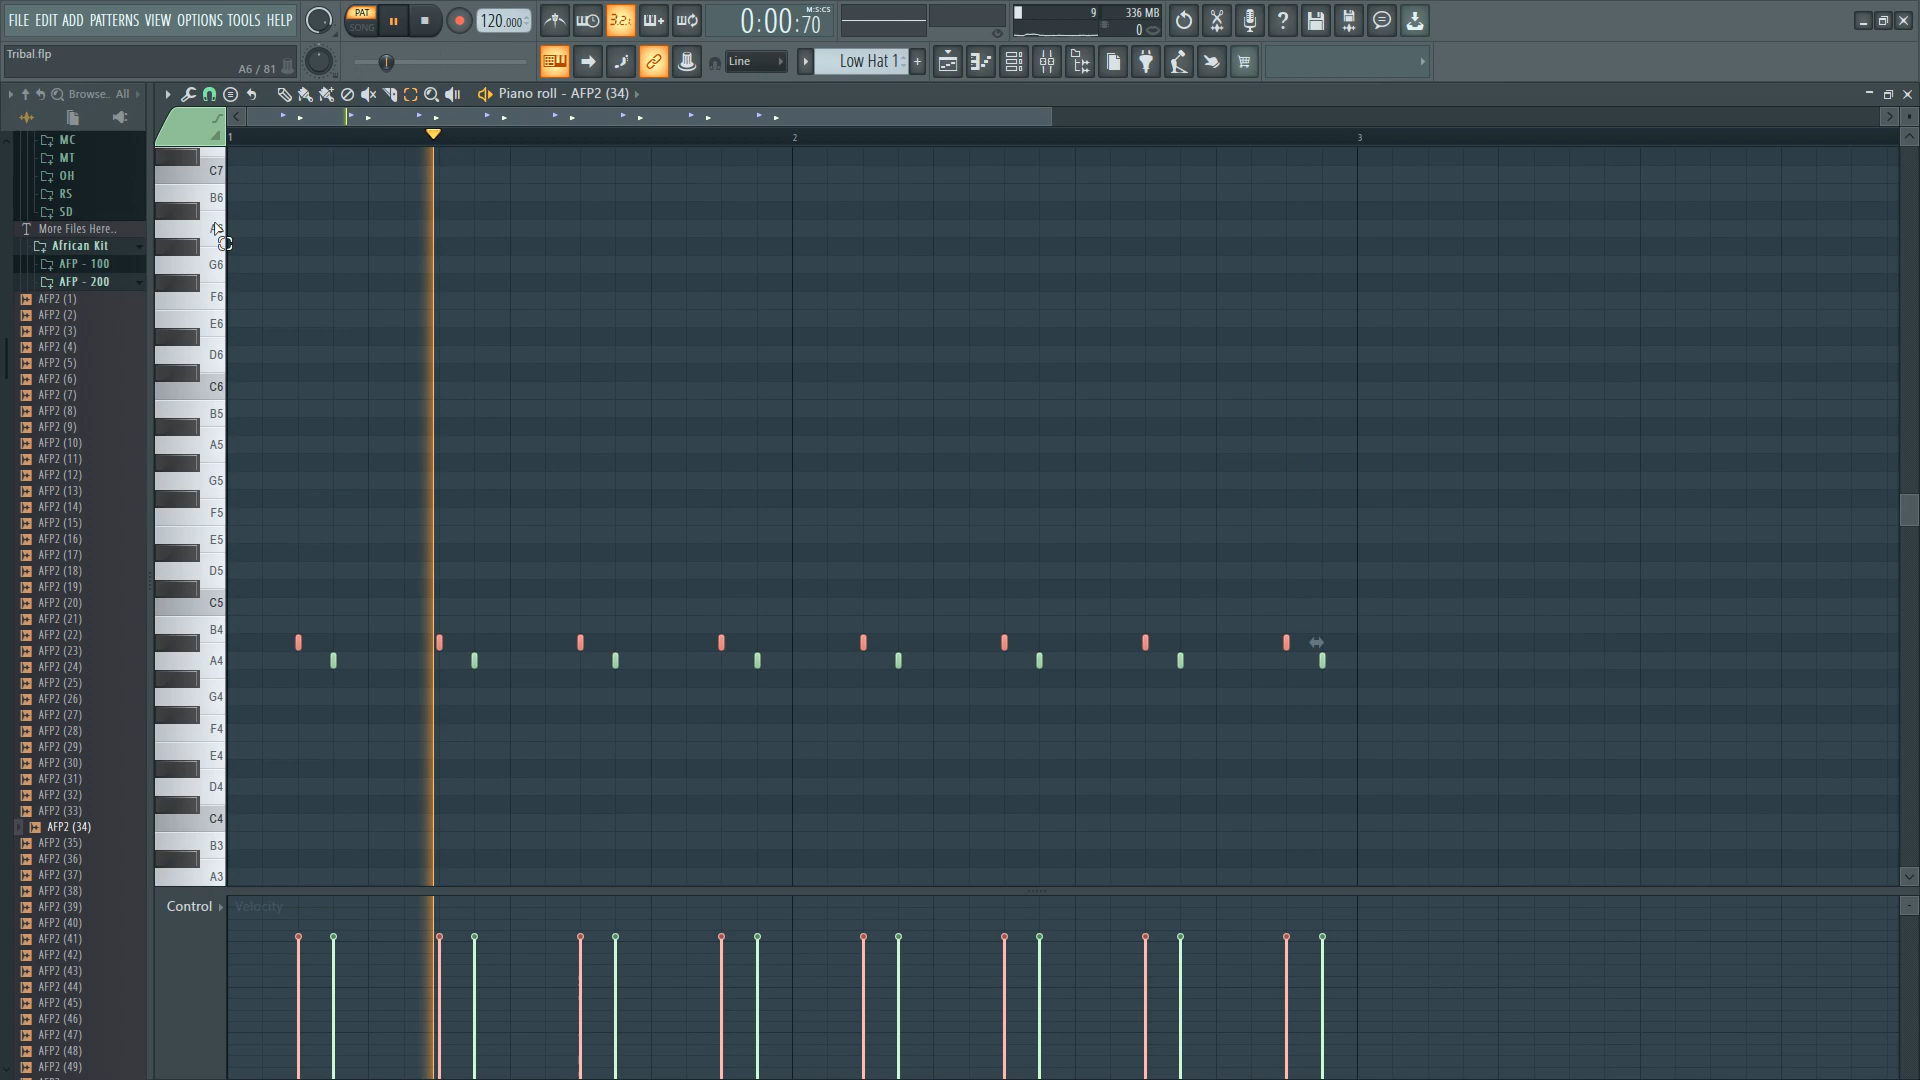 FILE EDIT ADD PATTERNS VIEW OPTIONS TOOLS HELP
PAT
SONG
120.000
3.2.
M:S:CS
0:00:70
9
336 MB
0
Tribal.flp
A6 / 81
Line
Low Hat 1
Browse..
All
Piano roll - AFP2 (34)
1
2
3
MC
MT
OH
RS
SD
More Files Here..
African Kit
AFP - 100
AFP - 200
AFP2 (1)
AFP2 (2)
AFP2 (3)
AFP2 (4)
AFP2 (5)
AFP2 (6)
AFP2 (7)
AFP2 (8)
AFP2 (9)
AFP2 (10)
AFP2 (11)
AFP2 (12)
AFP2 (13)
AFP2 (14)
AFP2 (15)
AFP2 (16)
AFP2 (17)
AFP2 (18)
AFP2 (19)
AFP2 (20)
AFP2 (21)
AFP2 (22)
AFP2 (23)
AFP2 (24)
AFP2 (25)
AFP2 (26)
AFP2 (27)
AFP2 (28)
AFP2 (29)
AFP2 (30)
AFP2 (31)
AFP2 (32)
AFP2 (33)
AFP2 (34)
AFP2 (35)
AFP2 (36)
AFP2 (37)
AFP2 (38)
AFP2 (39)
AFP2 (40)
AFP2 (41)
AFP2 (42)
AFP2 (43)
AFP2 (44)
AFP2 (45)
AFP2 (46)
AFP2 (47)
AFP2 (48)
AFP2 (49)
C7
B6
G6
F6
E6
D6
C6
B5
A5
G5
F5
E5
D5
C5
B4
A4
G4
F4
E4
D4
C4
B3
A3
Control
Velocity